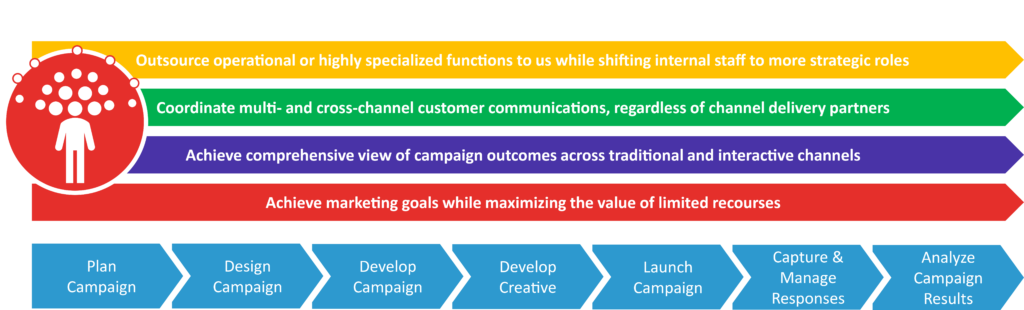 Outsource operational or highly specialized functions to us while shifting internal staff to more strategic roles
Coordinate multi- and cross-channel customer communications, regardless of channel delivery partners
Achieve comprehensive view of campaign outcomes across traditional and interactive channels
Achieve marketing goals while maximizing the value of limited recourses
Plan
Campaign
Design
Campaign
Develop
Campaign
Develop
Creative
Launch
Campaign
Capture &
Manage
Responses
Analyze
Campaign
Results